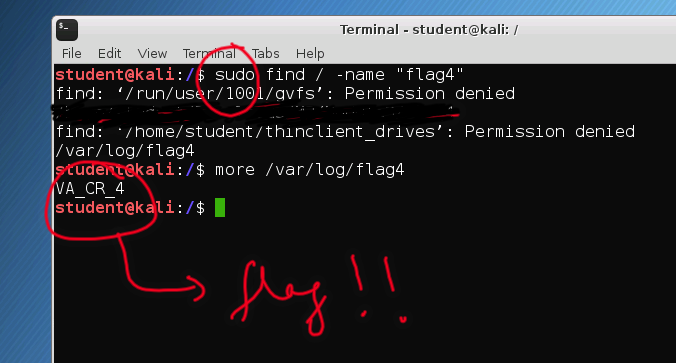 Terminal - student@kali: /
File Edit View Terminal Tabs Help
student@kali:/$ sudo find / -name "flag4"
find: ‘/run/user/1001/gvfs’: Permission denied
find: ‘/home/student/thinclient_drives’: Permission denied
/var/log/flag4
student@kali:/$ more /var/log/flag4
VA_CR_4
student@kali:/$
flag!!